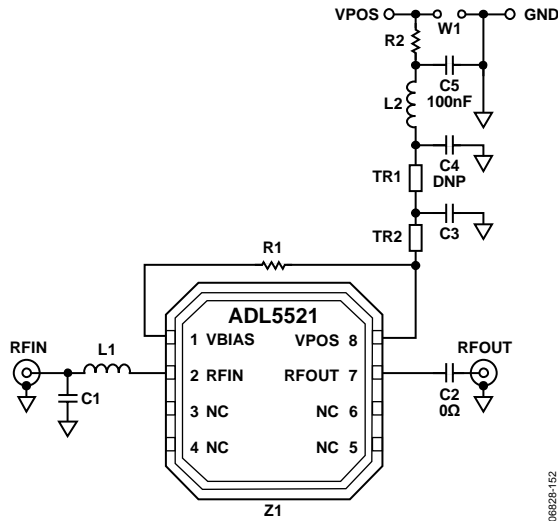 VPOS
W1
GND
R2
C5
100nF
L2
C4
DNP
TR1
C3
TR2
R1
ADL5521
RFIN
L1
1 VBIAS
VPOS 8
RFOUT
2 RFIN
RFOUT 7
C1
C2
0Ω
3 NC
NC 6
4 NC
NC 5
Z1
06828-152